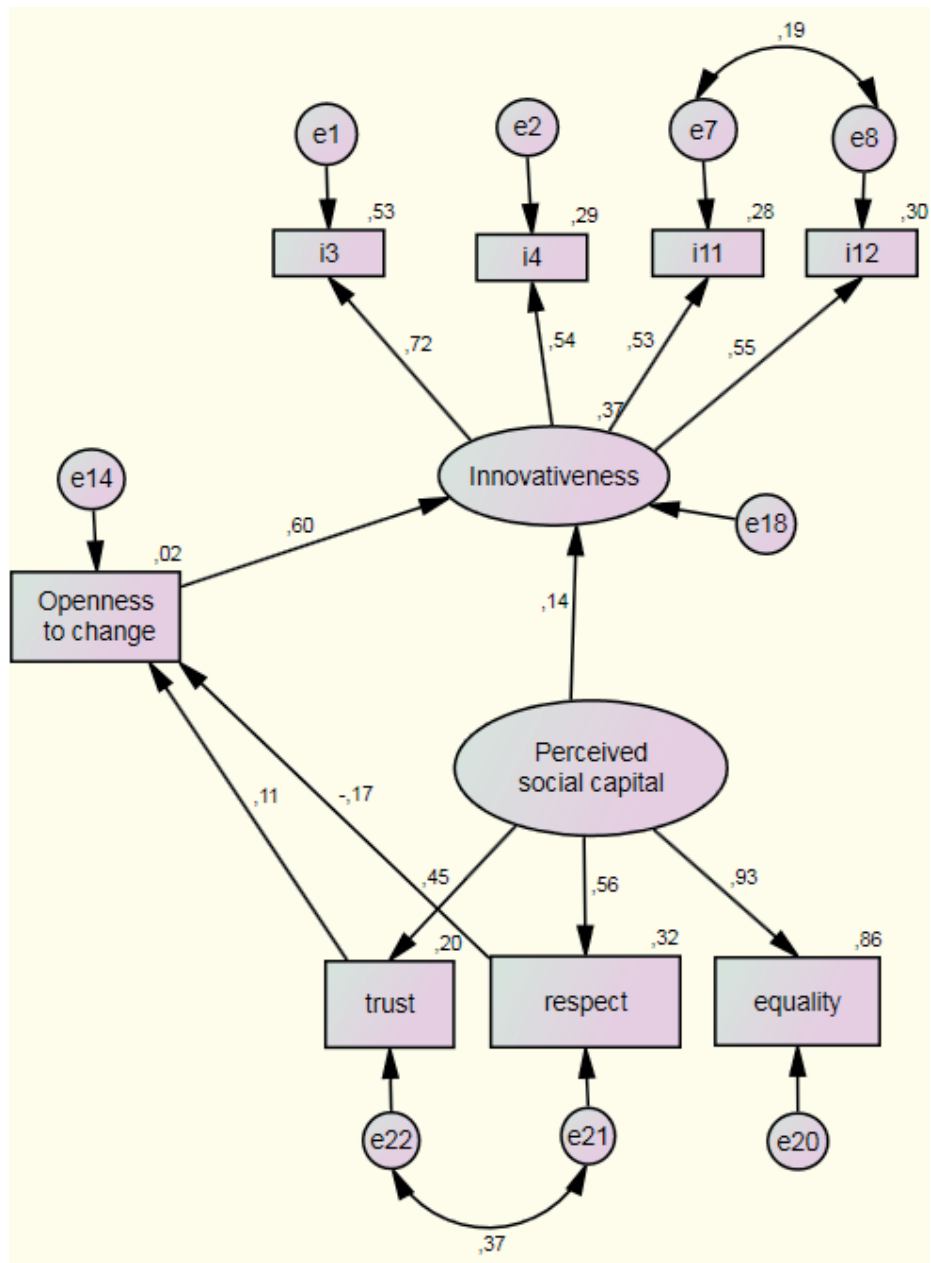 ,19
e1
e2
e7
e8
,53
,29
,28
,30
i3
i4
i11
i12
,72
,54
,53
,55
,37
Innovativeness
e14
e18
,60
,02
Openness
to change
,14
Perceived
social capital
,11
-,17
,45
,56
,93
,20
,32
,86
trust
respect
equality
e22
e21
e20
,37